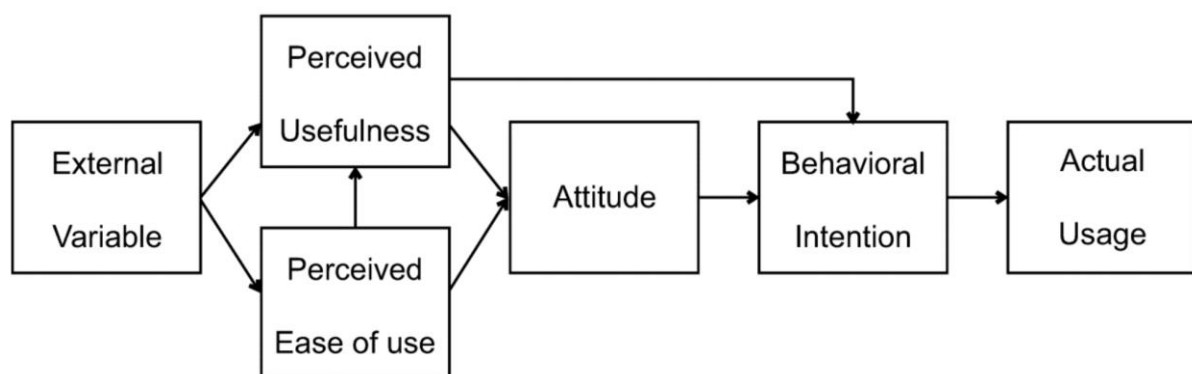 External
Variable
Perceived
Usefulness
Perceived
Ease of use
Attitude
Behavioral
Intention
Actual
Usage